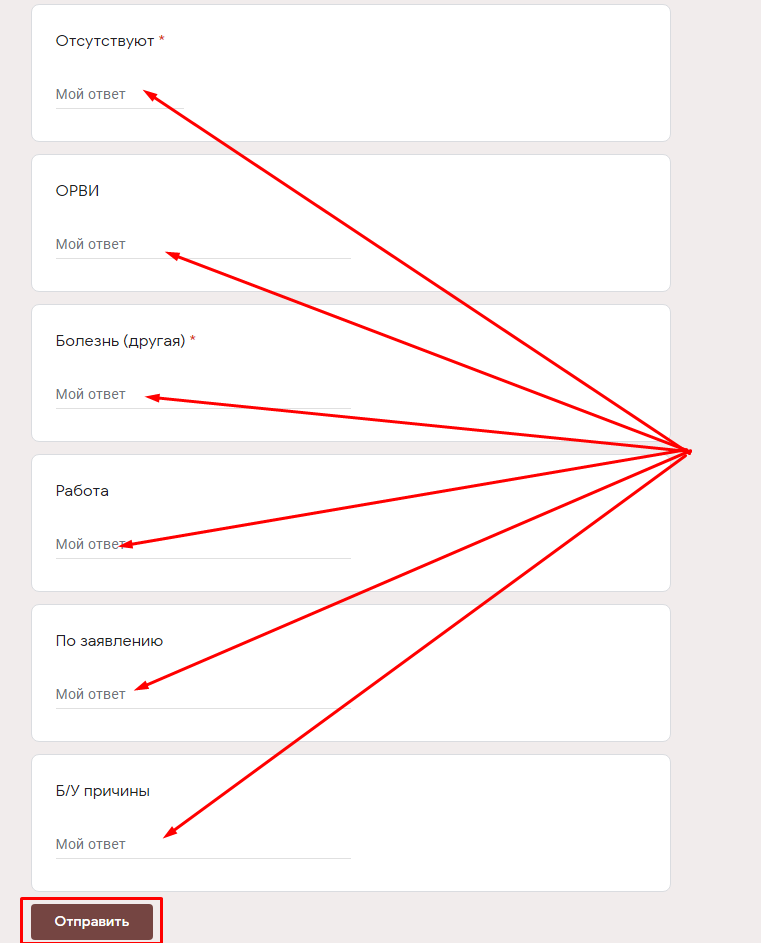 Отсутствуют *
Мой ответ
ОРВИ
Мой ответ
Болезнь (другая) *
Мой ответ
Работа
Мой ответ
По заявлению
Мой ответ
Б/У причины
Мой ответ
Отправить